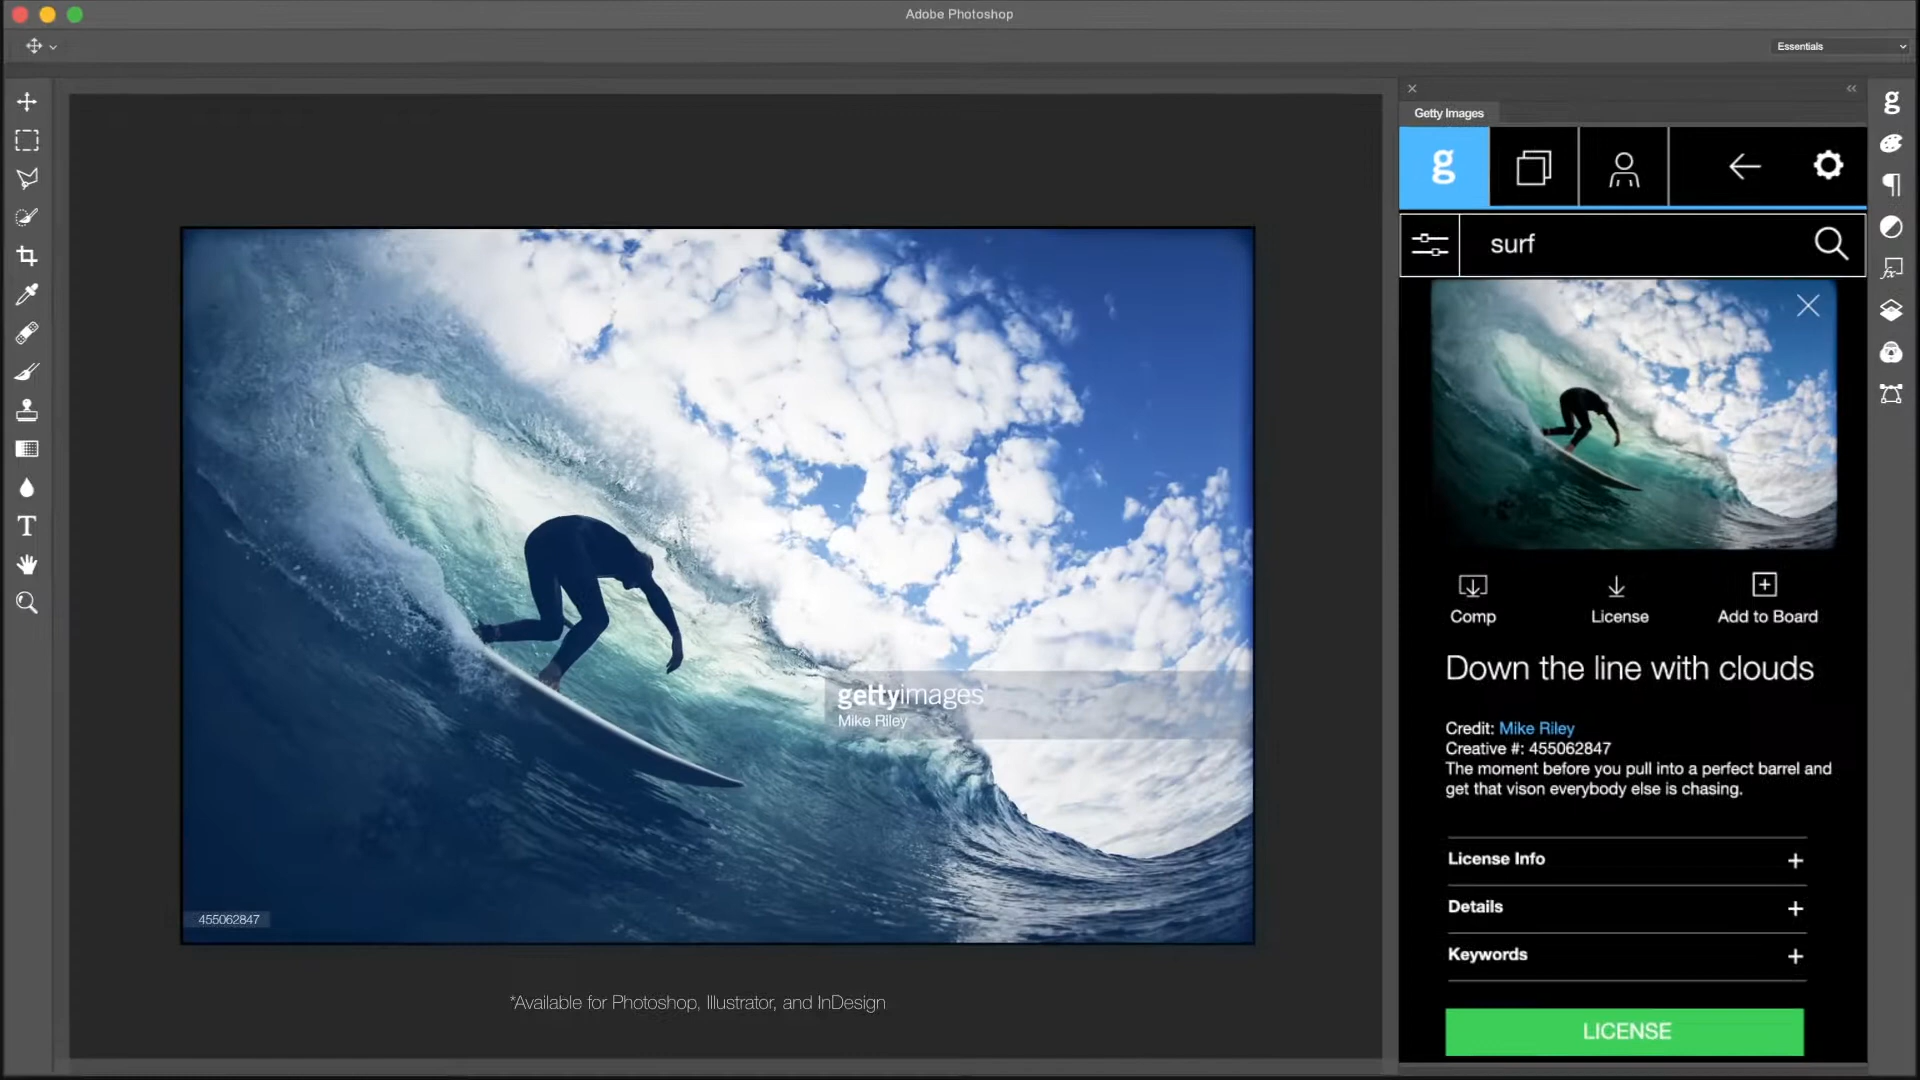 Adobe Photoshop
Essentials
Getty Images
g
g
surf
Comp
License
Add to Board
Down the line with clouds
Credit: Mike Riley
Creative #: 455062847
The moment before you pull into a perfect barrel and
get that vison everybody else is chasing.
License Info
Details
Keywords
LICENSE
gettyimages
Mike Riley
455062847
*Available for Photoshop, Illustrator, and InDesign